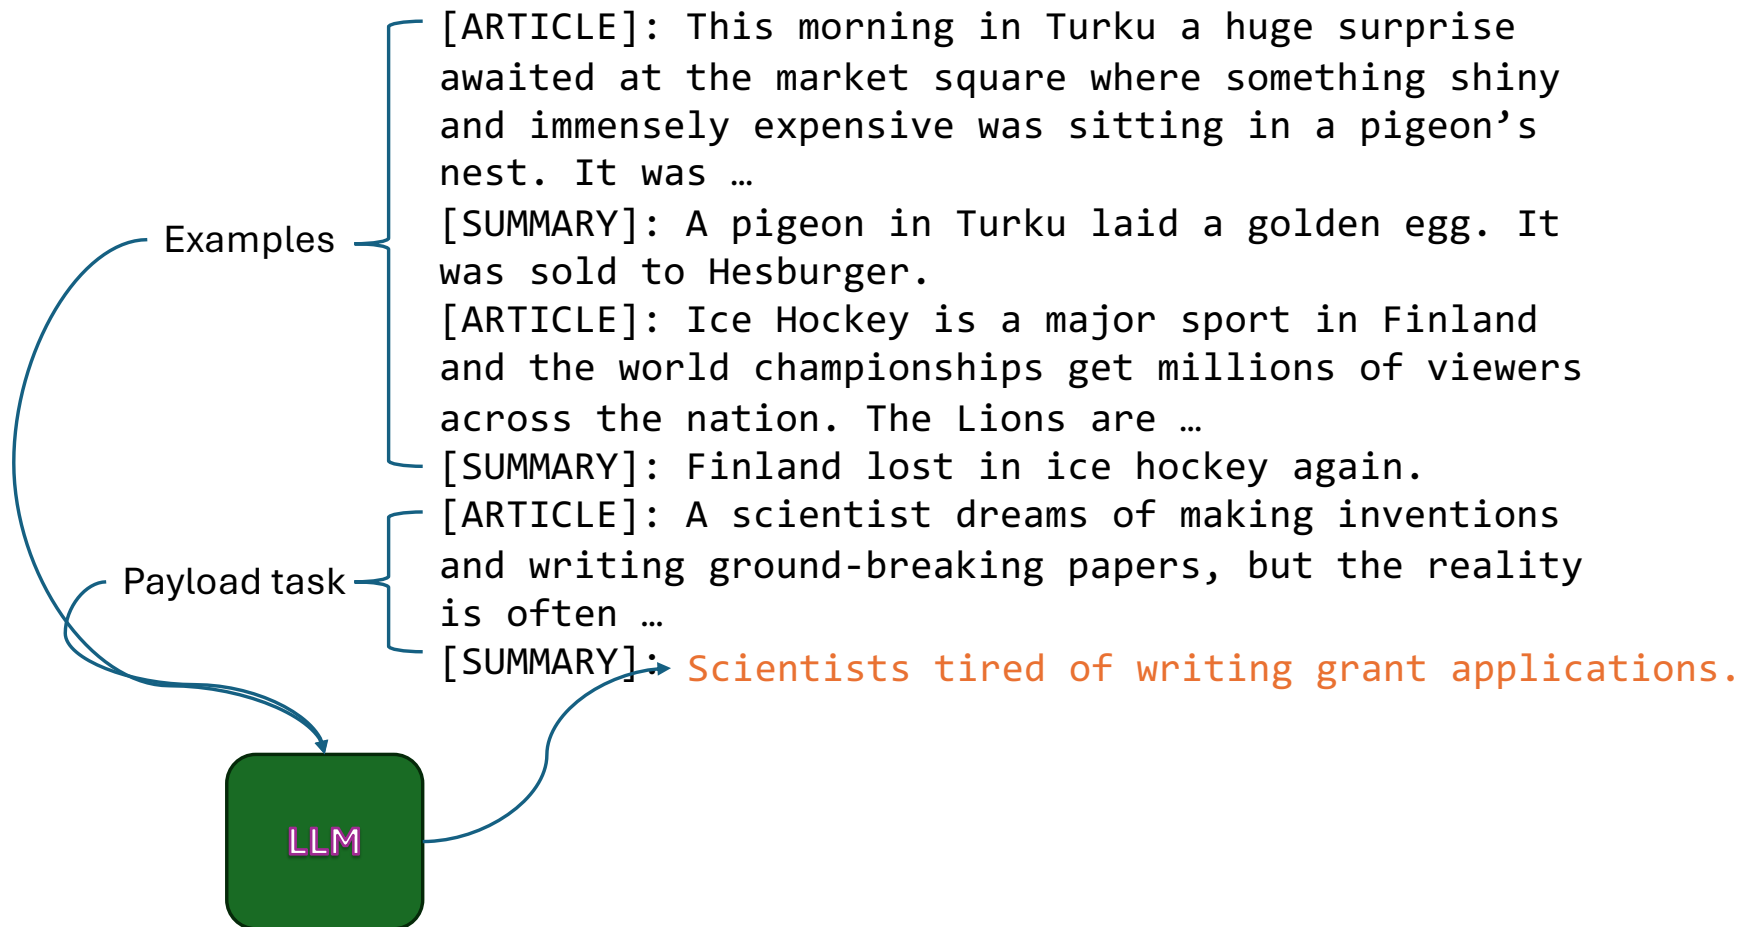 [ARTICLE]: This morning in Turku a huge surprise
awaited at the market square where something shiny
and immensely expensive was sitting in a pigeon’s
nest. It was …
[SUMMARY]: A pigeon in Turku laid a golden egg. It
was sold to Hesburger.
[ARTICLE]: Ice Hockey is a major sport in Finland
and the world championships get millions of viewers
across the nation. The Lions are …
[SUMMARY]: Finland lost in ice hockey again.
Examples
[ARTICLE]: A scientist dreams of making inventions
and writing ground-breaking papers, but the reality
is often …
[SUMMARY]: Scientists tired of writing grant applications.
Payload task
LLM